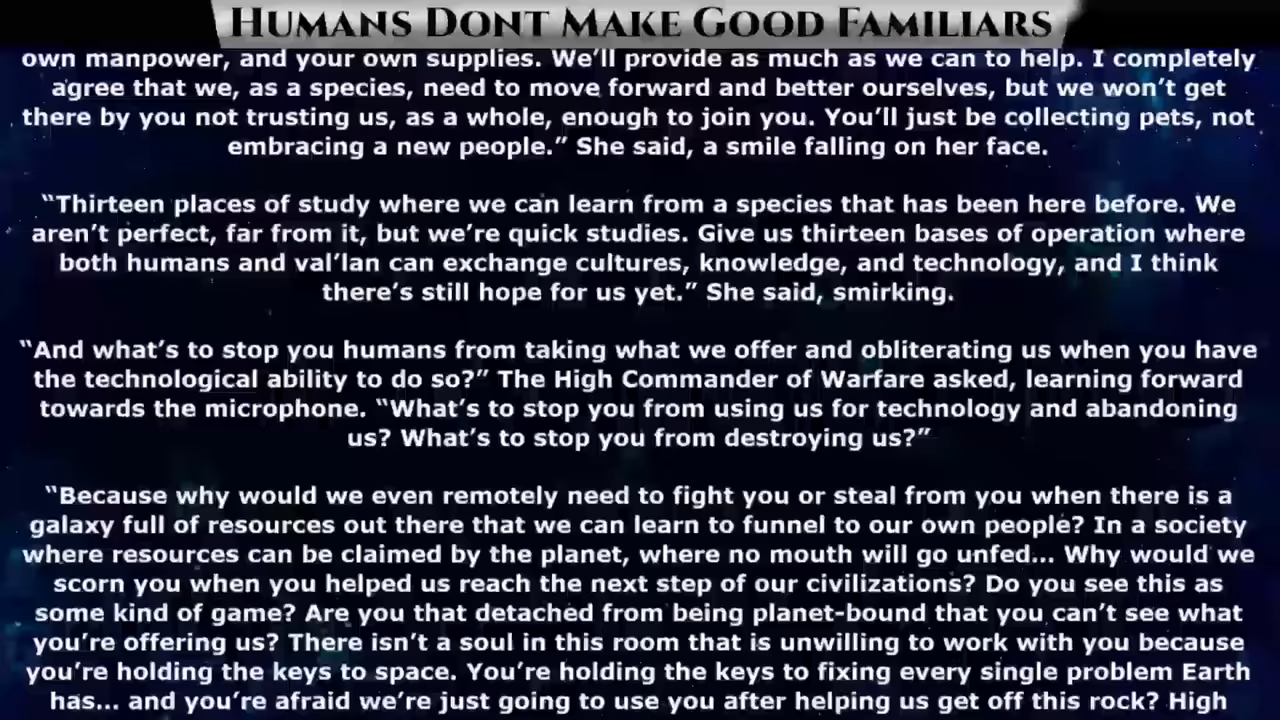 Humans Dont Make Good Familiars
own manpower, and your own supplies. We’ll provide as much as we can to help. I completely
agree that we, as a species, need to move forward and better ourselves, but we won’t get
there by you not trusting us, as a whole, enough to join you. You’ll just be collecting pets, not
embracing a new people.” She said, a smile falling on her face.
“Thirteen places of study where we can learn from a species that has been here before. We
aren’t perfect, far from it, but we’re quick studies. Give us thirteen bases of operation where
both humans and val’lan can exchange cultures, knowledge, and technology, and I think
there’s still hope for us yet.” She said, smirking.
“And what’s to stop you humans from taking what we offer and obliterating us when you have
the technological ability to do so?” The High Commander of Warfare asked, learning forward
towards the microphone. “What’s to stop you from using us for technology and abandoning
us? What’s to stop you from destroying us?”
“Because why would we even remotely need to fight you or steal from you when there is a
galaxy full of resources out there that we can learn to funnel to our own people? In a society
where resources can be claimed by the planet, where no mouth will go unfed... Why would we
scorn you when you helped us reach the next step of our civilizations? Do you see this as
some kind of game? Are you that detached from being planet-bound that you can’t see what
you’re offering us? There isn’t a soul in this room that is unwilling to work with you because
you’re holding the keys to space. You’re holding the keys to fixing every single problem Earth
has... and you’re afraid we’re just going to use you after helping us get off this rock? High